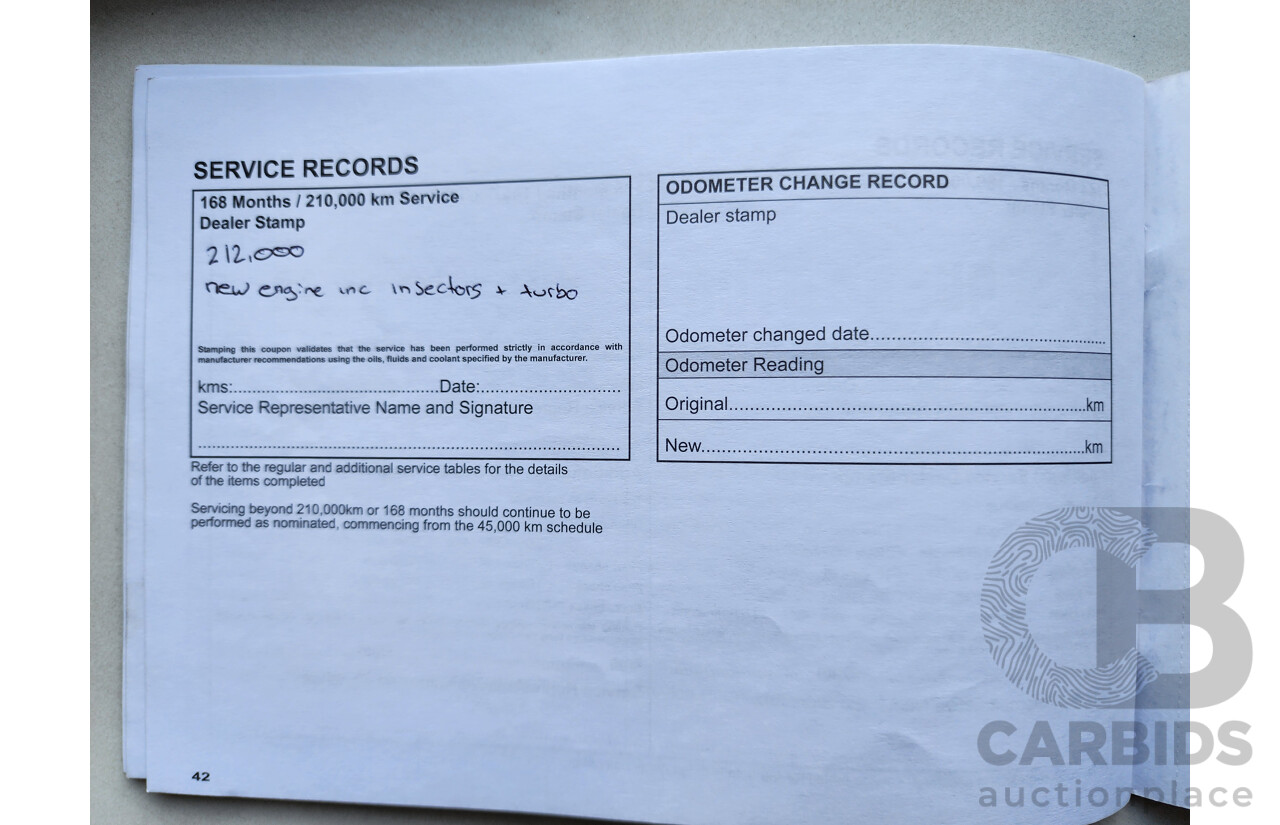 SERVICE RECORDS
168 Months / 210,000 km Service
Dealer Stamp
212,000
new engine inc insectors + turbo
Stamping this coupon validates that the service has been performed strictly in accordance with
manufacturer recommendations using the oils, fluids and coolant specified by the manufacturer.
kms:........................................Date:...........................
Service Representative Name and Signature
Refer to the regular and additional service tables for the details
of the items completed
Servicing beyond 210,000km or 168 months should continue to be
performed as nominated, commencing from the 45,000 km schedule
ODOMETER CHANGE RECORD
Dealer stamp
Odometer changed date.............................................
Odometer Reading
Original....................................................................km
New.........................................................................km
42
CB
CARBIDS
auctionplace